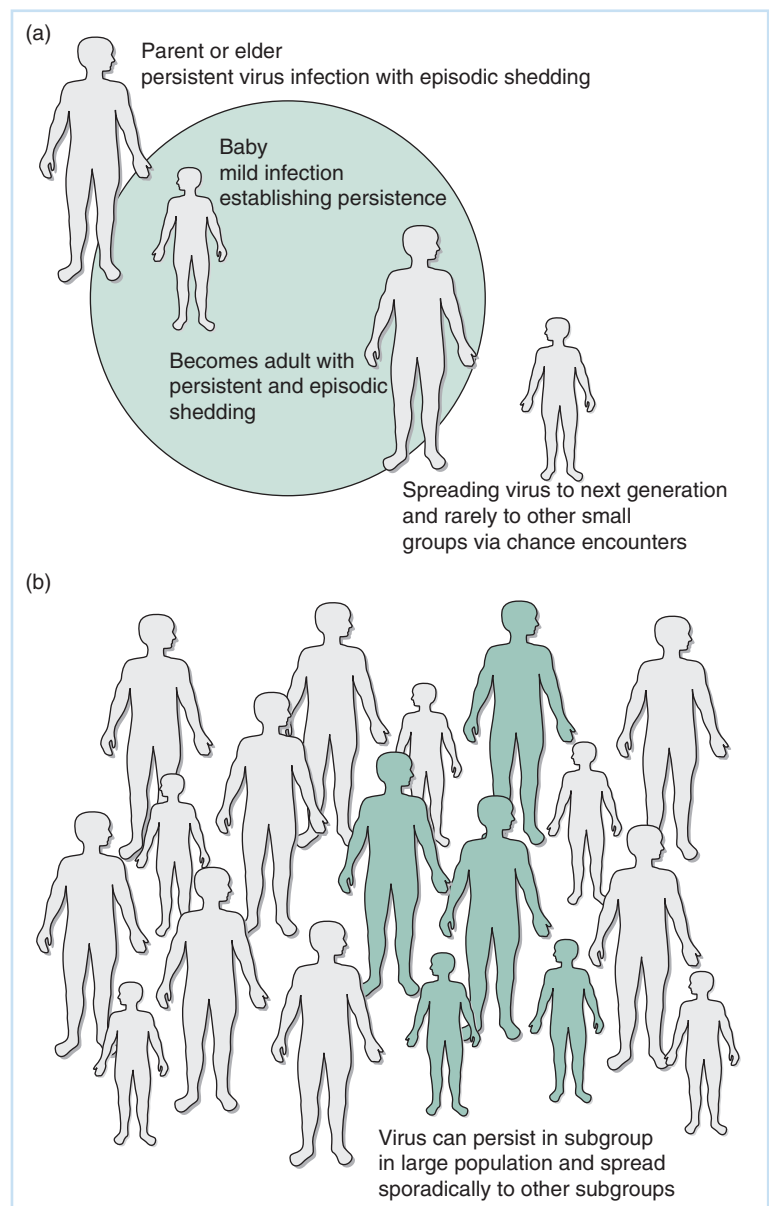 (a)
Parent or elder
persistent virus infection with episodic shedding
Baby
mild infection
establishing persistence
Becomes adult with
persistent and episodic
shedding
Spreading virus to next generation
and rarely to other small
groups via chance encounters
(b)
Virus can persist in subgroup
in large population and spread
sporadically to other subgroups